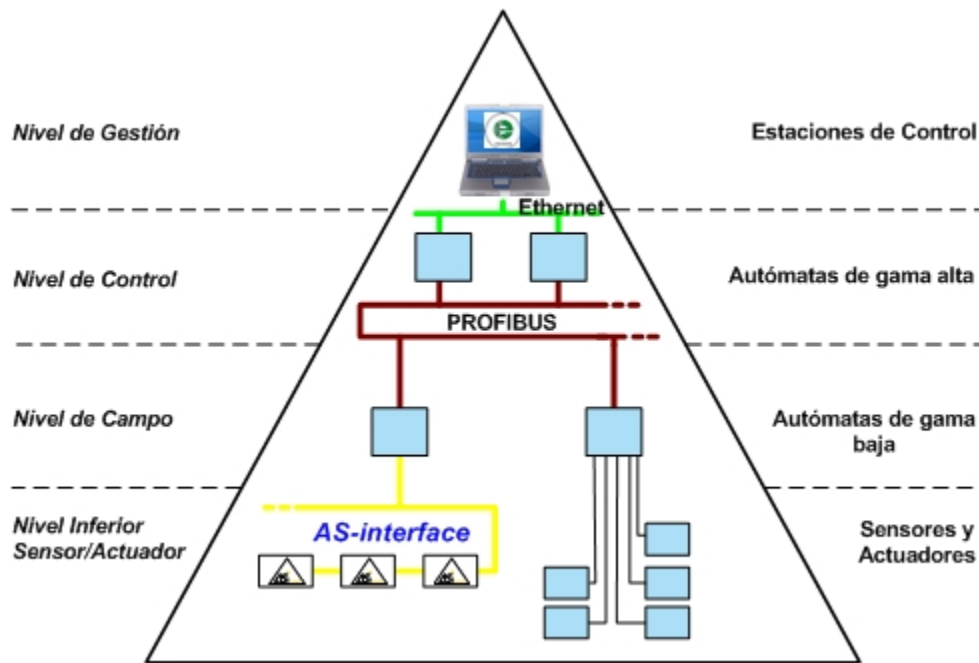 Nivel de Gestión
Estaciones de Control
Ethernet
Nivel de Control
Autómatas de gama alta
PROFIBUS
Nivel de Campo
Autómatas de gama
baja
Nivel Inferior
Sensor/Actuador
AS-interface
Sensores y
Actuadores